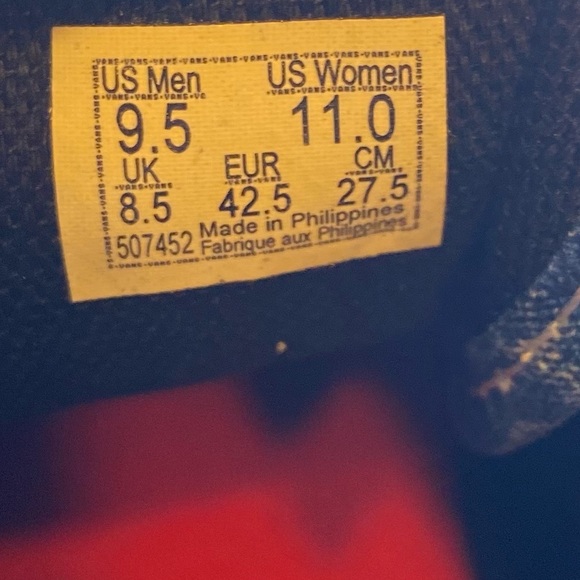 US Men US Women
9.5 11.0
UK EUR CM
8.5 42.5 27.5
507452 Made in Philippines
Fabrique aux Philippines